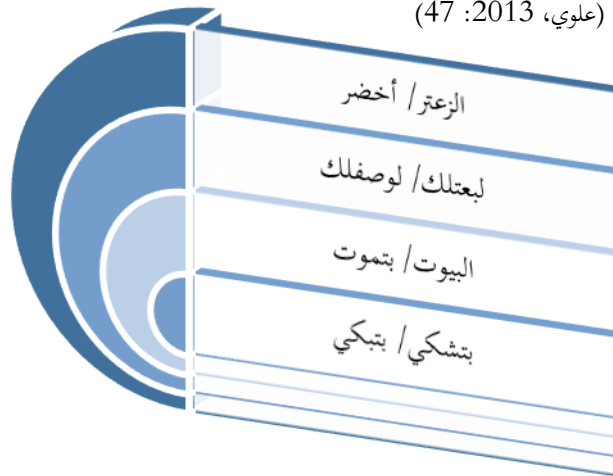 (علوي، 2013: 47)
الزعتر/ أخضر
لبعتلك/ لوصفلك
البيوت/ بتموت
بتشكي/ بتبكي